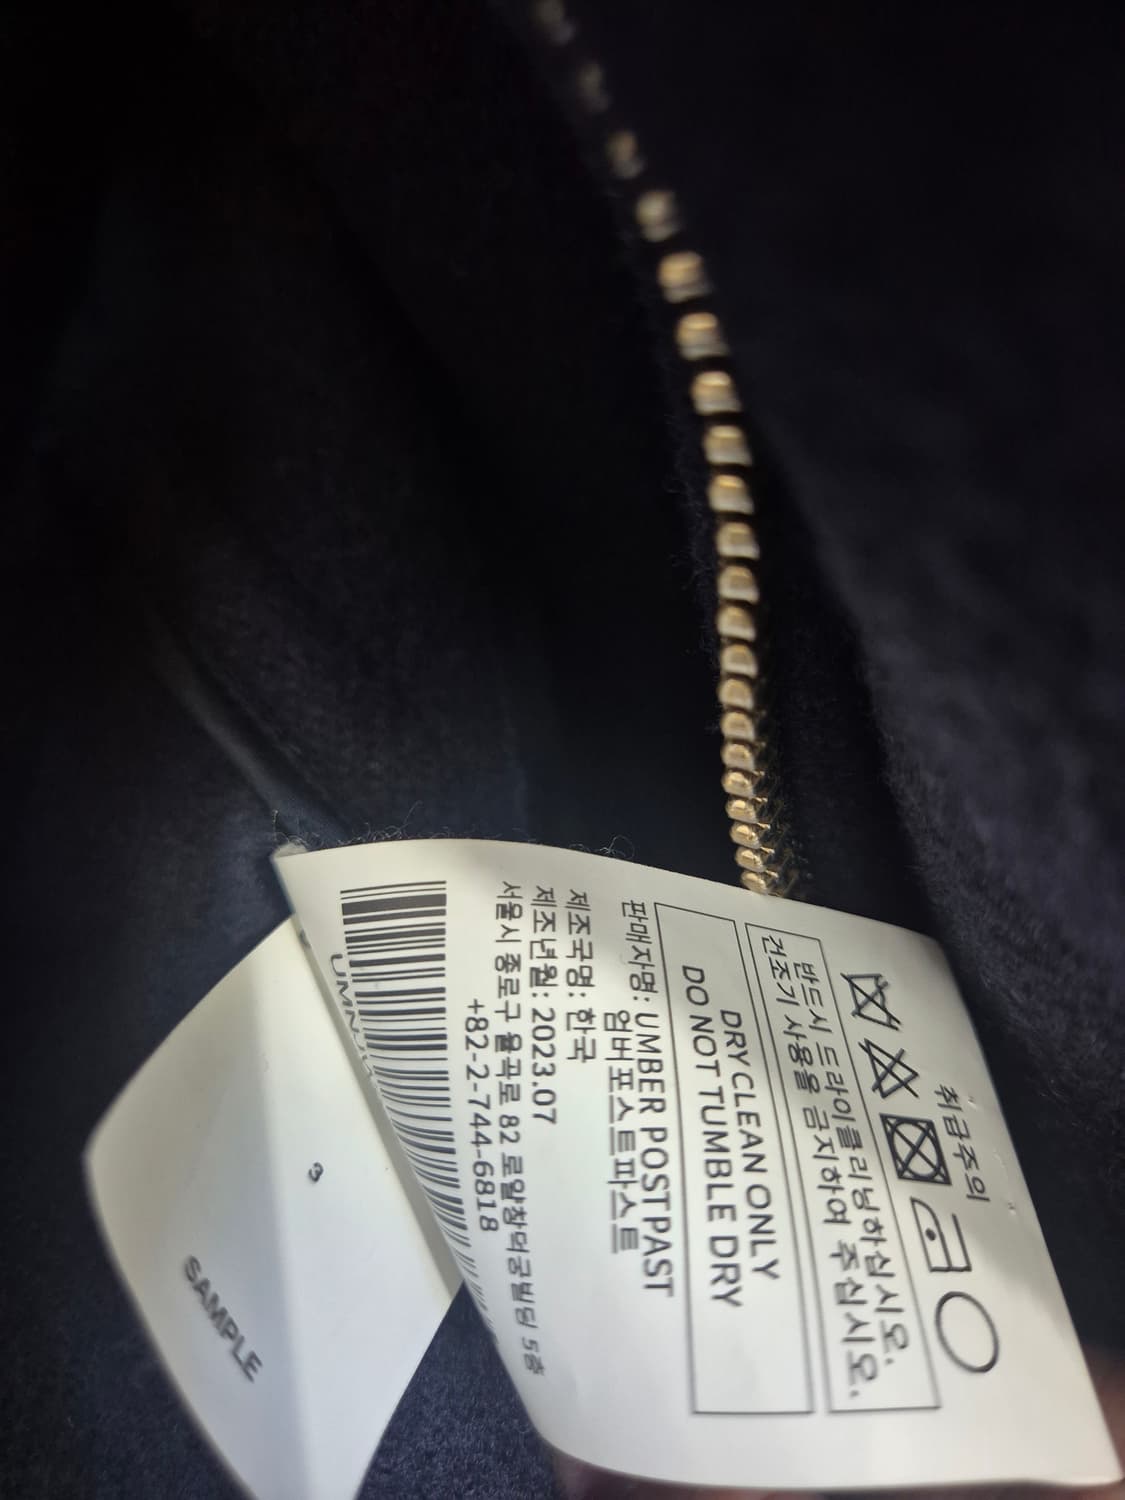 취급주의
반드시 드라이클리닝하십시오.
건조기 사용을 금지하여 주십시오.
DRY CLEAN ONLY
DO NOT TUMBLE DRY
판매자명: UMBER POSTPAST
엄버포스트파스트
제조국명: 한국
제조년월: 2023.07
서울시 종로구 율곡로 82 로얄창덕궁빌딩 5층
+82-2-744-6818
3
SAMPLE